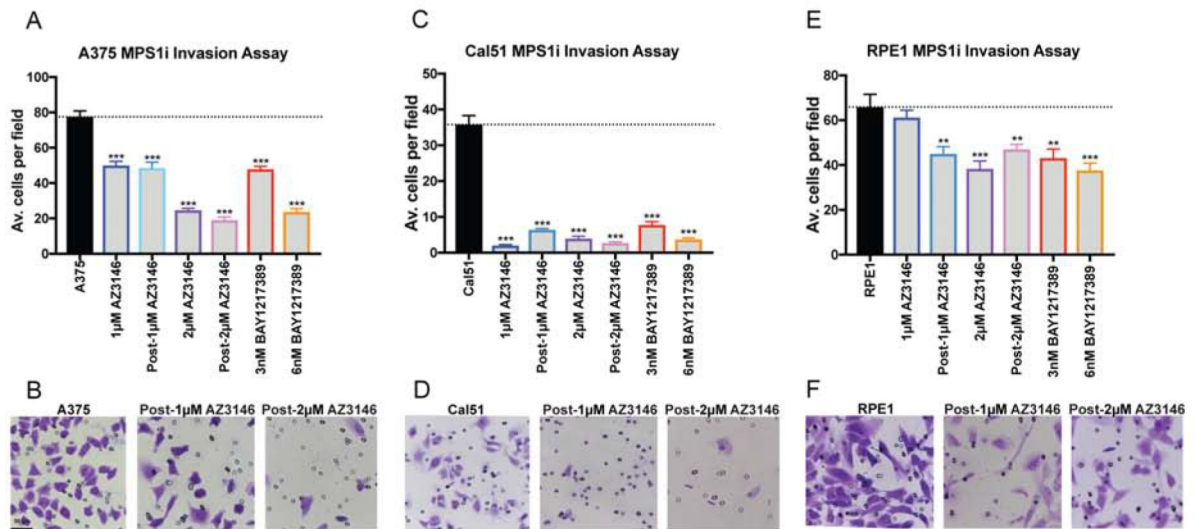 A
A375 MPS1i Invasion Assay
Av. cells per field
100
80
60
40
20
0
***
***
***
***
***
***
A375
1µM AZ3146
Post-1µM AZ3146
2µM AZ3146
Post-2µM AZ3146
3nM BAY1217389
6nM BAY1217389
C
Cal51 MPS1i Invasion Assay
Av. cells per field
50
40
30
20
10
0
***
***
***
***
***
***
Cal51
1µM AZ3146
Post-1µM AZ3146
2µM AZ3146
Post-2µM AZ3146
3nM BAY1217389
6nM BAY1217389
E
RPE1 MPS1i Invasion Assay
Av. cells per field
80
60
40
20
0
**
***
**
**
***
RPE1
1µM AZ3146
Post-1µM AZ3146
2µM AZ3146
Post-2µM AZ3146
3nM BAY1217389
6nM BAY1217389
B
A375
Post-1µM AZ3146
Post-2µM AZ3146
D
Cal51
Post-1µM AZ3146
Post-2µM AZ3146
F
RPE1
Post-1µM AZ3146
Post-2µM AZ3146